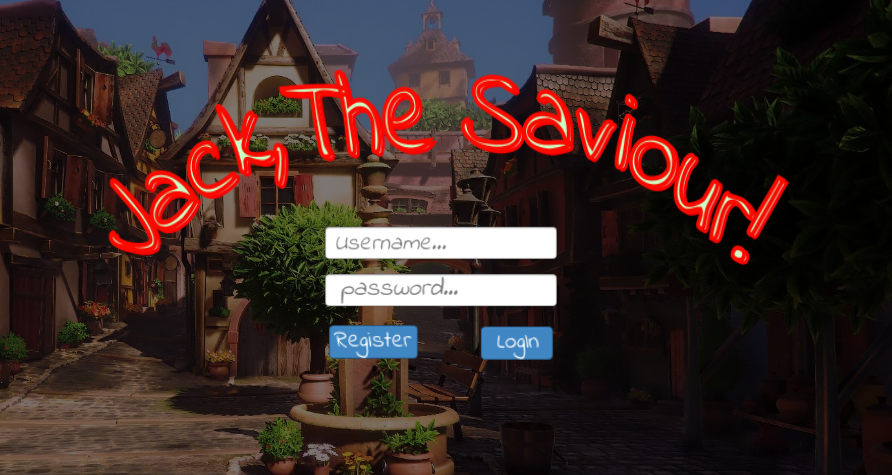 Jack, The Saviour!
Username...
password...
Register
LogIn